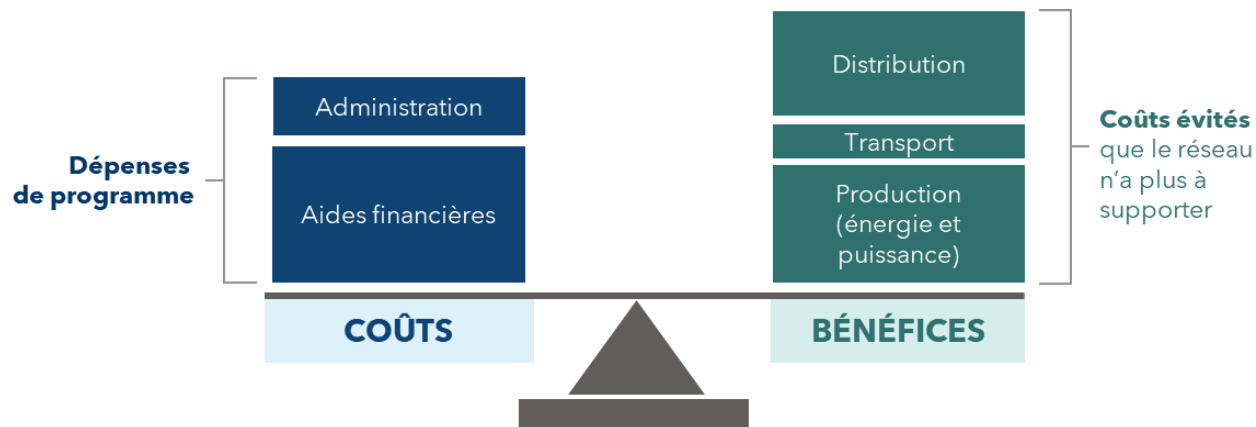 Dépenses
de programme
Administration
Aides financières
COÛTS
Distribution
Transport
Production
(énergie et
puissance)
BÉNÉFICES
Coûts évités
que le réseau
n’a plus à
supporter